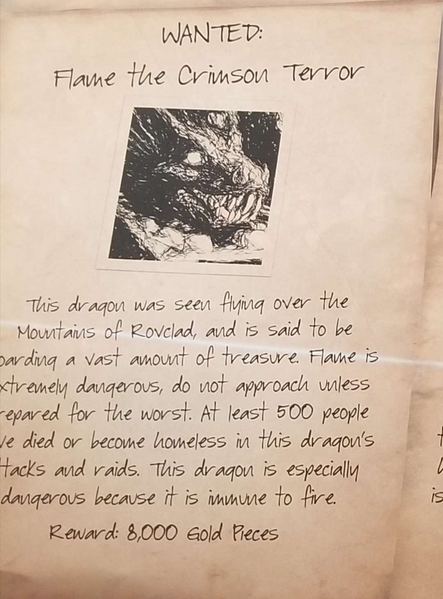 WANTED:
Flame the Crimson Terror
This dragon was seen flying over the
Mountains of Rovclad, and is said to be
oarding a vast amount of treasure. Flame is
xtremely dangerous, do not approach unless
repared for the worst. At least 500 people
ve died or become homeless in this dragon's
ttacks and raids. This dragon is especially
dangerous because it is immune to fire.
Reward: 8,000 Gold Pieces
is